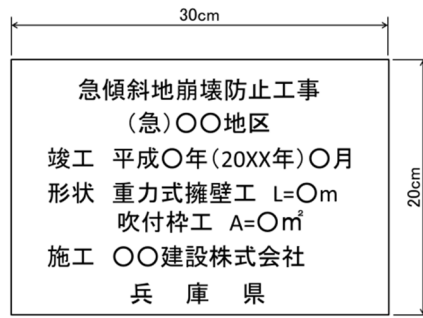 30cm
急傾斜地崩壊防止工事
(急)〇〇地区
竣工 平成〇年(20XX年)〇月
形状 重力式擁壁工 L=〇m
吹付枠工 A=〇㎡
施工 〇〇建設株式会社
兵 庫 県
20cm